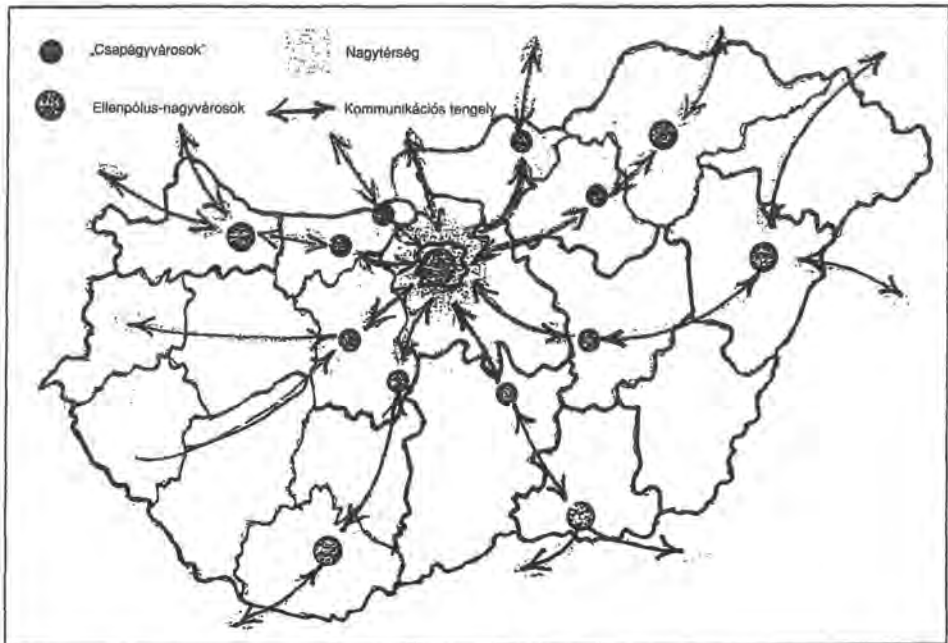 „Csapágyvárosok"
Nagytérség
Ellenpólus-nagyvárosok
Kommunikációs tengely